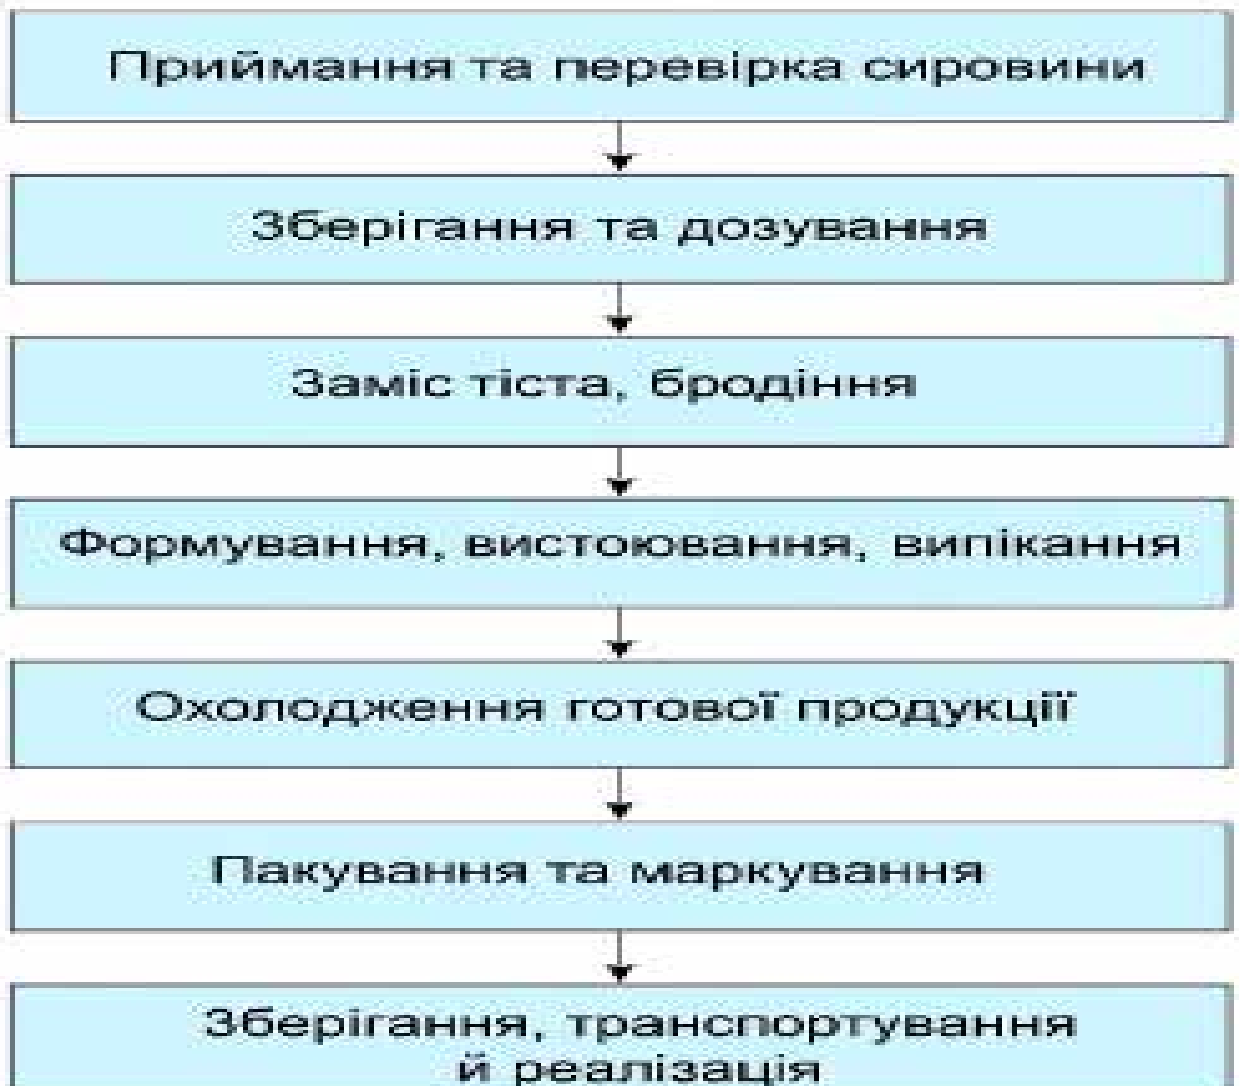 Приймання та перевірка сировини
Зберігання та дозування
Заміс тіста, бродіння
Формування, вистоювання, випікання
Охолодження готової продукції
Пакування та маркування
Зберігання, транспортування
й реалізація